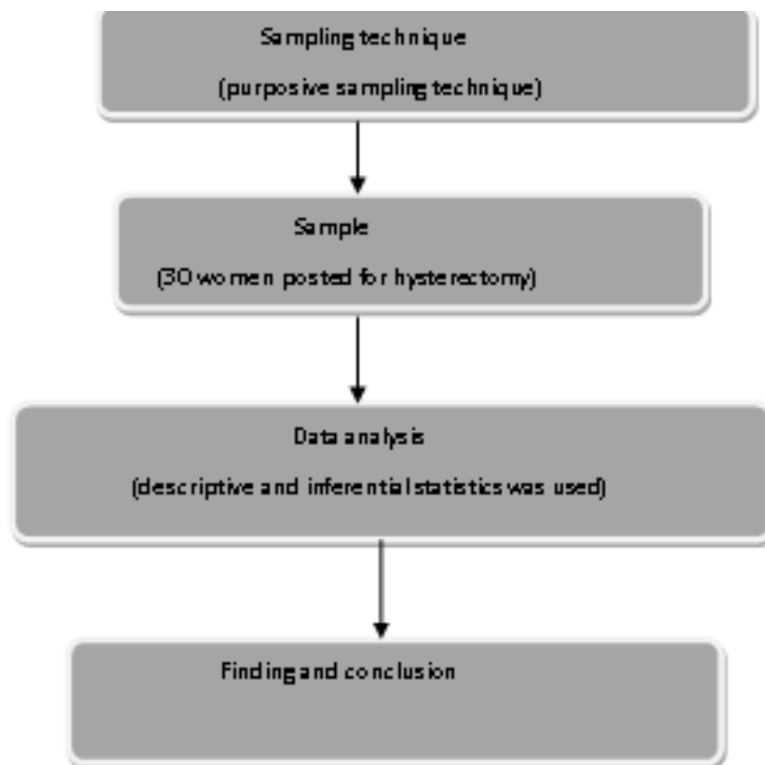 Sampling technique
(purposive sampling technique)
Sample
(30 women posted for hysterectomy)
Data analysis
(descriptive and inferential statistics was used)
Finding and conclusion